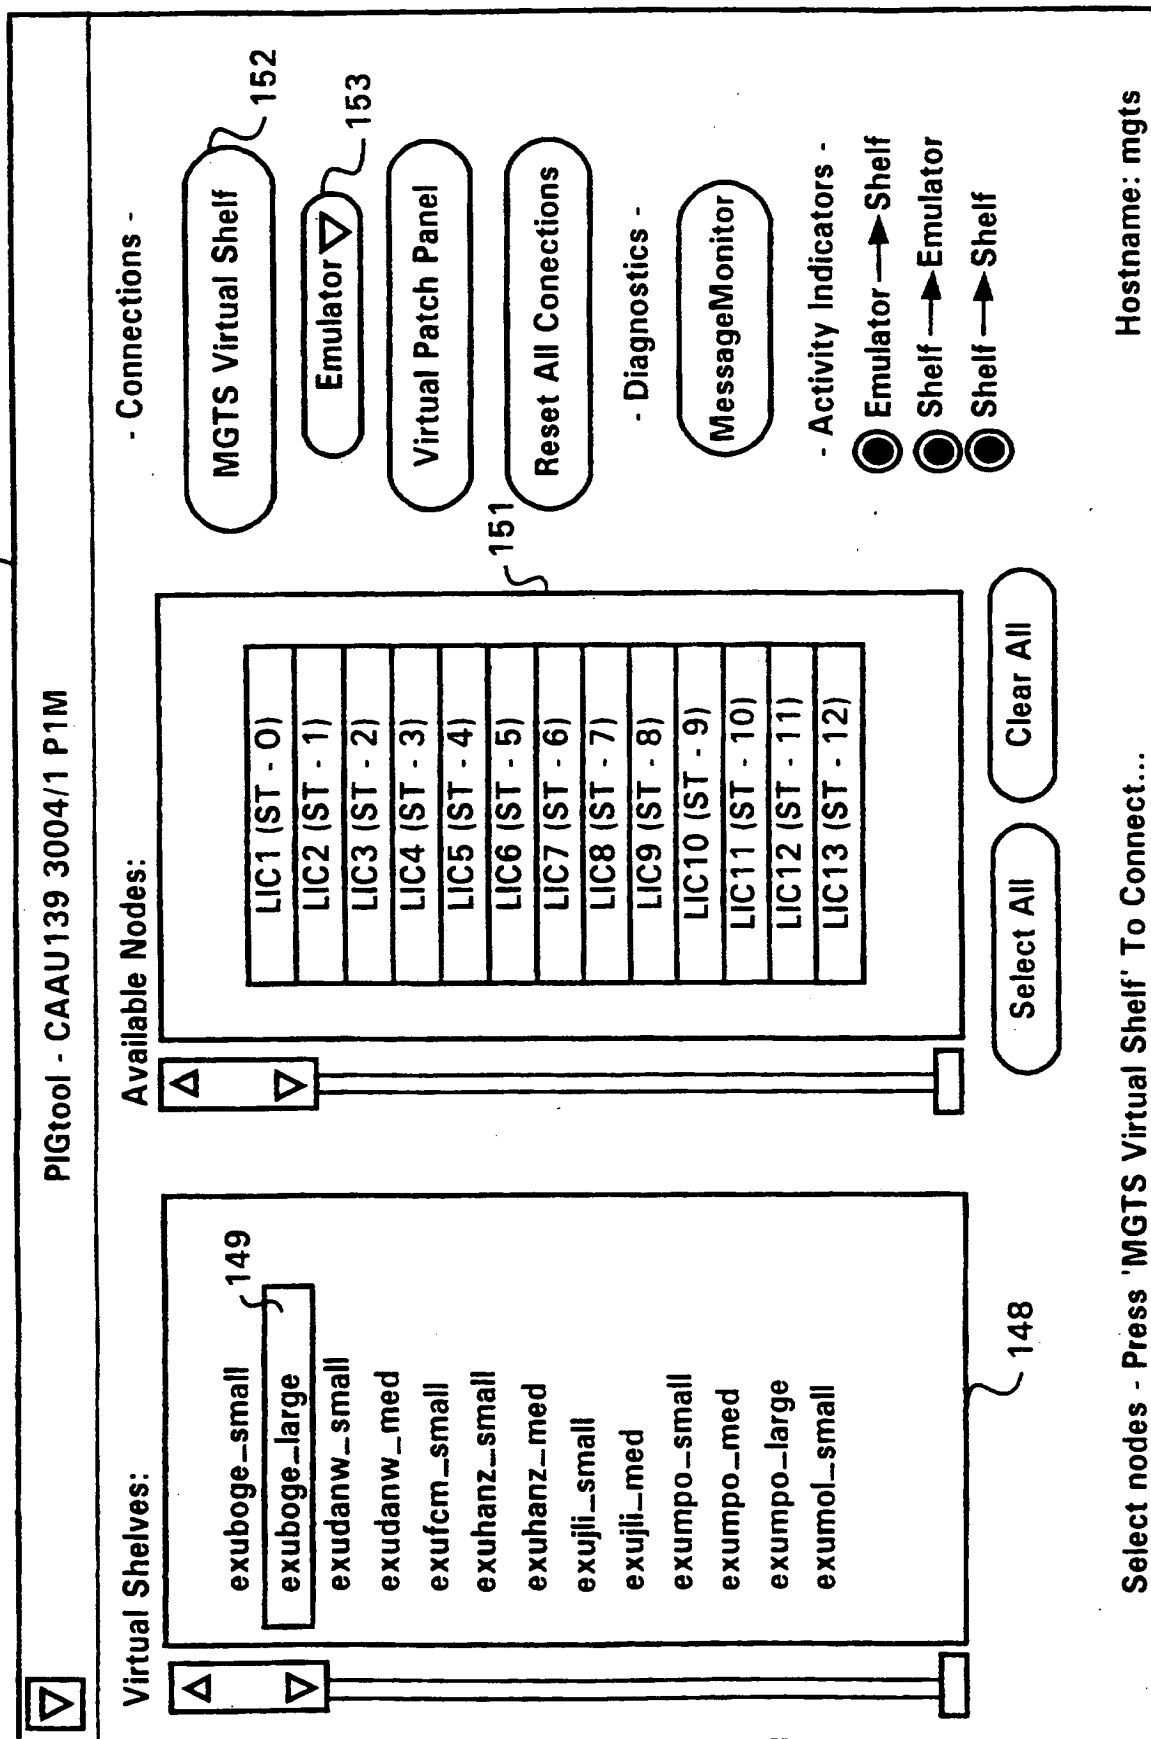 PIGtool - CAAU139 3004/1 P1M
Virtual Shelves:
exuboge_small
exuboge_large
exudanw_small
exudanw_med
exufcm_small
exuhanz_small
exuhanz_med
exujli_small
exujli_med
exumpo_small
exumpo_med
exumpo_large
exumol_small
149
148
Available Nodes:
LIC1 (ST - O)
LIC2 (ST - 1)
LIC3 (ST - 2)
LIC4 (ST - 3)
LIC5 (ST - 4)
LIC6 (ST - 5)
LIC7 (ST - 6)
LIC8 (ST - 7)
LIC9 (ST - 8)
LIC10 (ST - 9)
LIC11 (ST - 10)
LIC12 (ST - 11)
LIC13 (ST - 12)
151
Select All
Clear All
- Connections -
MGTS Virtual Shelf
152
Emulator
153
Virtual Patch Panel
Reset All Conections
- Diagnostics -
MessageMonitor
- Activity Indicators -
Emulator Shelf
Shelf Emulator
Shelf Shelf
Select nodes - Press 'MGTS Virtual Shelf' To Connect...
Hostname: mgts